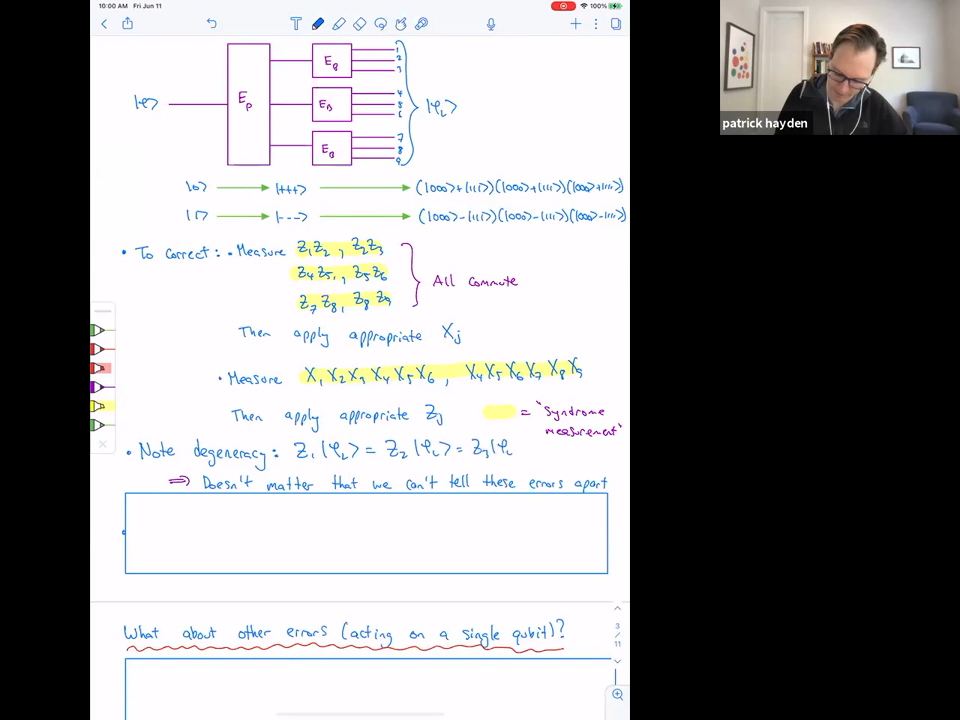 10:00 AM Fri Jun 11
100%
E_B
1
2
3
|φ>
E_P
E_B
4
5
6
|φ_L>
E_B
7
8
9
|0> → |+++> → (|000>+|111>)(|000>+|111>)(|000>+|111>)
|1> → |---> → (|000>-|111>)(|000>-|111>)(|000>-|111>)
• To correct: • Measure Z₁Z₂, Z₂Z₃
Z₄Z₅, Z₅Z₆
Z₇Z₈, Z₈Z₉
} All commute
Then apply appropriate X_j
• Measure X₁X₂X₃X₄X₅X₆, X₄X₅X₆X₇X₈X₉
Then apply appropriate Z_j
= "Syndrome
measurement"
• Note degeneracy: Z₁|φ_L> = Z₂|φ_L> = Z₃|φ_L
⇒ Doesn't matter that we can't tell these errors apart
What about other errors (acting on a single qubit)?
3
/
11
patrick hayden